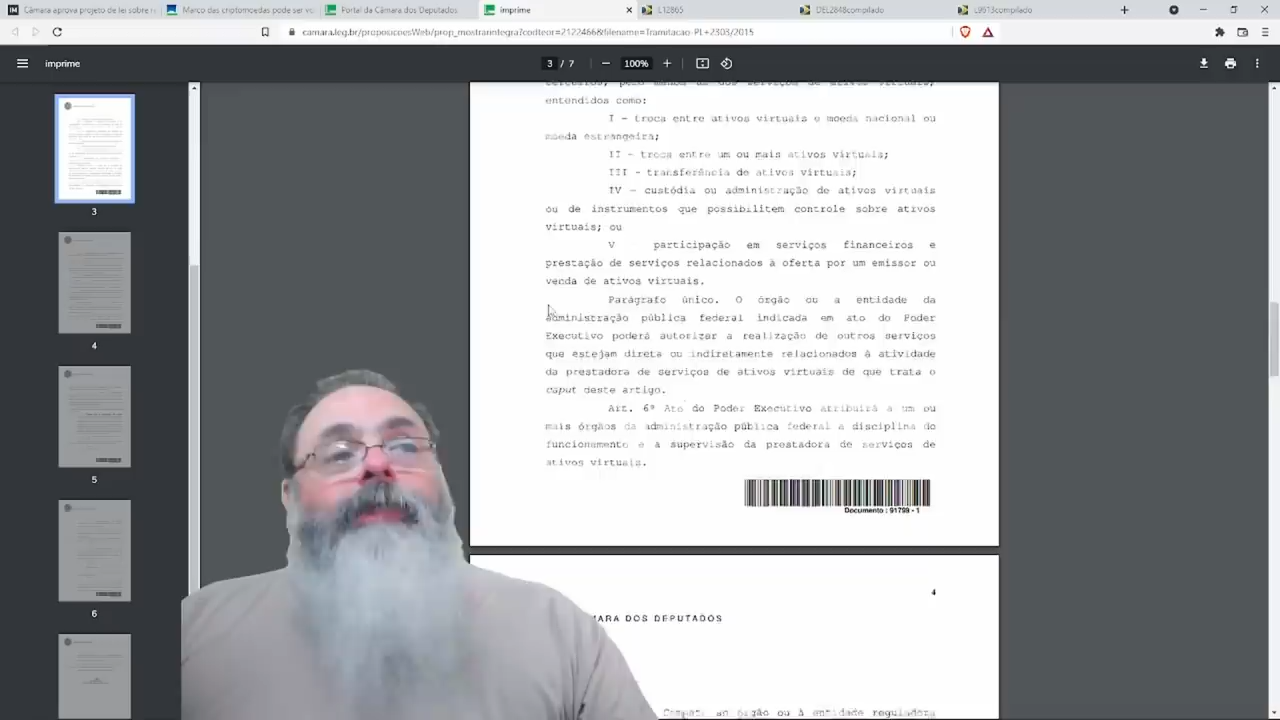 Câmara aprova projeto de lei sobre
Marco das criptomoedas pode ser vo
Portal da Câmara dos Deputados
imprime
L12865
DEL2848compilado
L9613compilado
camara.leg.br/proposicoesWeb/prop_mostrarintegra?codteor=2122466&filename=Tramitacao-PL+2303/2015
imprime
3 / 7
100%
3
4
5
6
entendidos como:
I - troca entre ativos virtuais e moeda nacional ou
moeda estrangeira;
II - troca entre um ou mais ativos virtuais;
III - transferência de ativos virtuais;
IV - custódia ou administração de ativos virtuais
ou de instrumentos que possibilitem controle sobre ativos
virtuais; ou
V participação em serviços financeiros e
prestação de serviços relacionados à oferta por um emissor ou
venda de ativos virtuais.
Parágrafo único. O órgão ou a entidade da
administração pública federal indicada em ato do Poder
Executivo poderá autorizar a realização de outros serviços
que estejam direta ou indiretamente relacionados à atividade
da prestadora de serviços de ativos virtuais de que trata o
caput deste artigo.
Art. 6º Ato do Poder Executivo atribuirá a um ou
mais órgãos da administração pública federal a disciplina do
funcionamento e a supervisão da prestadora de serviços de
ativos virtuais.
Documento : 91799 - 1
4
MARA DOS DEPUTADOS
Compete ao órgão ou à entidade reguladora